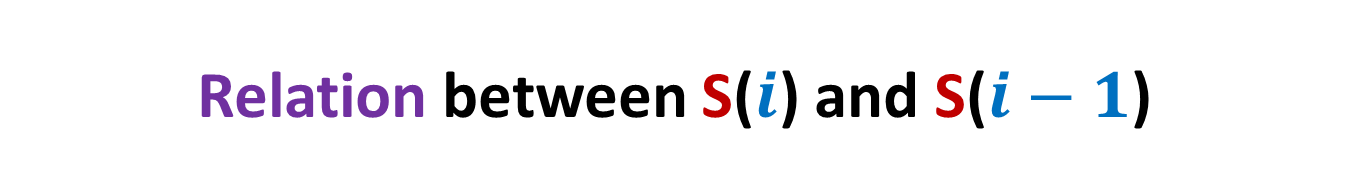 Relation between S(i) and S(i − 1)